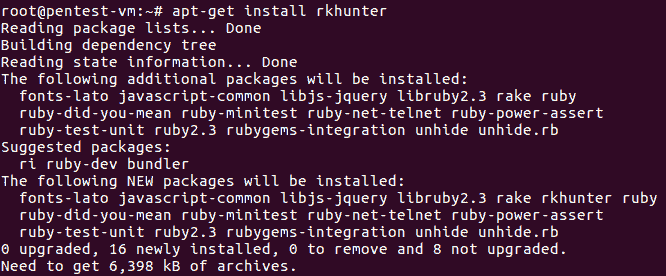 root@pentest-vm:~# apt-get install rkhunter
Reading package lists... Done
Building dependency tree
Reading state information... Done
The following additional packages will be installed:
  fonts-lato javascript-common libjs-jquery libruby2.3 rake ruby
  ruby-did-you-mean ruby-minitest ruby-net-telnet ruby-power-assert
  ruby-test-unit ruby2.3 rubygems-integration unhide unhide.rb
Suggested packages:
  ri ruby-dev bundler
The following NEW packages will be installed:
  fonts-lato javascript-common libjs-jquery libruby2.3 rake rkhunter ruby
  ruby-did-you-mean ruby-minitest ruby-net-telnet ruby-power-assert
  ruby-test-unit ruby2.3 rubygems-integration unhide unhide.rb
0 upgraded, 16 newly installed, 0 to remove and 8 not upgraded.
Need to get 6,398 kB of archives.